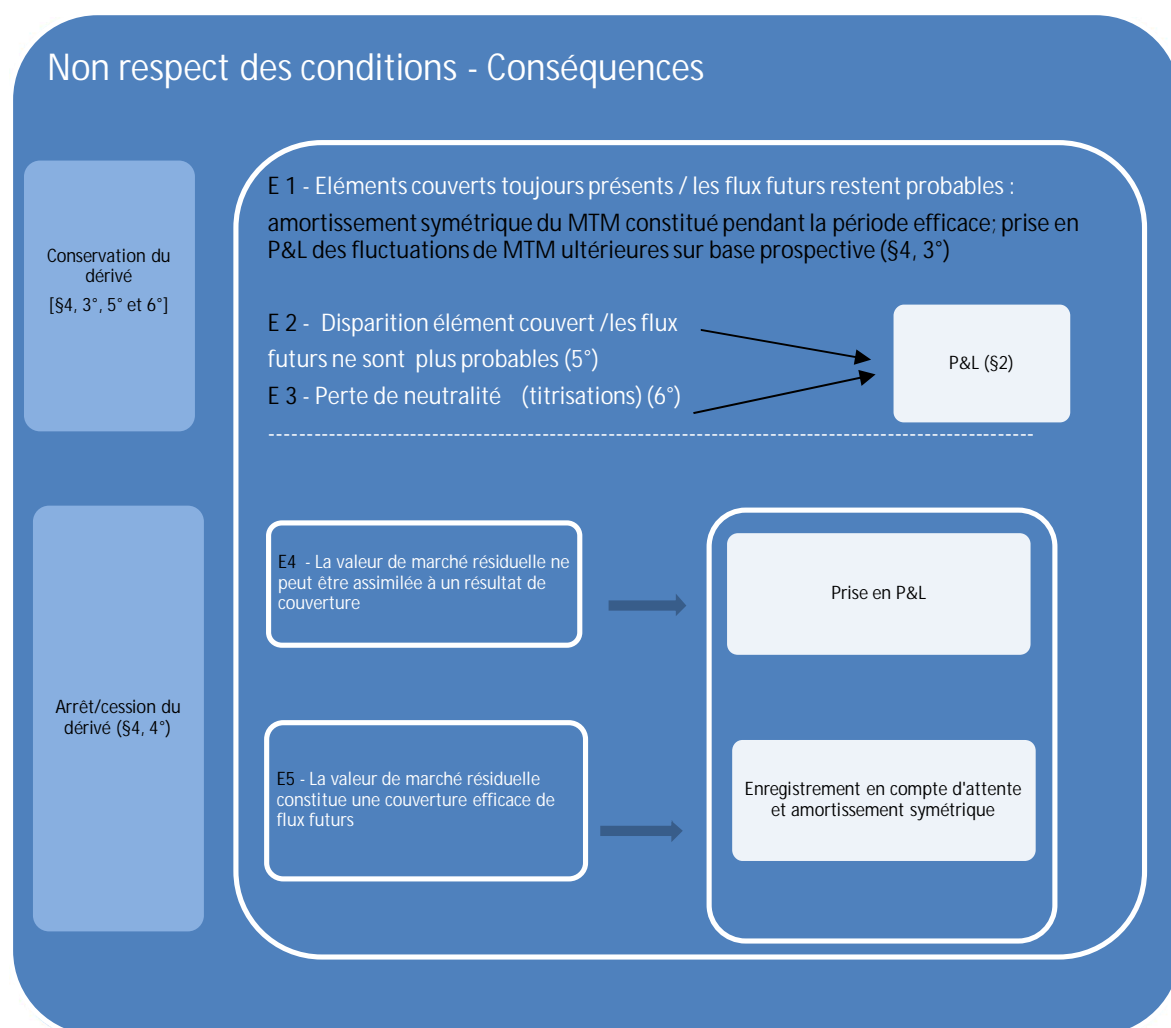 Non respect des conditions - Conséquences
Conservation du
dérivé
[§4, 3°, 5° et 6°]
E 1 - Eléments couverts toujours présents / les flux futurs restent probables :
amortissement symétrique du MTM constitué pendant la période efficace; prise en
P&L des fluctuations de MTM ultérieures sur base prospective (§4, 3°)
E 2 - Disparition élément couvert /les flux
futurs ne sont plus probables (5°)
E 3 - Perte de neutralité (titrisations) (6°)
P&L (§2)
Arrêt/cession du
dérivé (§4, 4°)
E4 - La valeur de marché résiduelle ne
peut être assimilée à un résultat de
couverture
Prise en P&L
E5 - La valeur de marché résiduelle
constitue une couverture efficace de
flux futurs
Enregistrement en compte d'attente
et amortissement symétrique